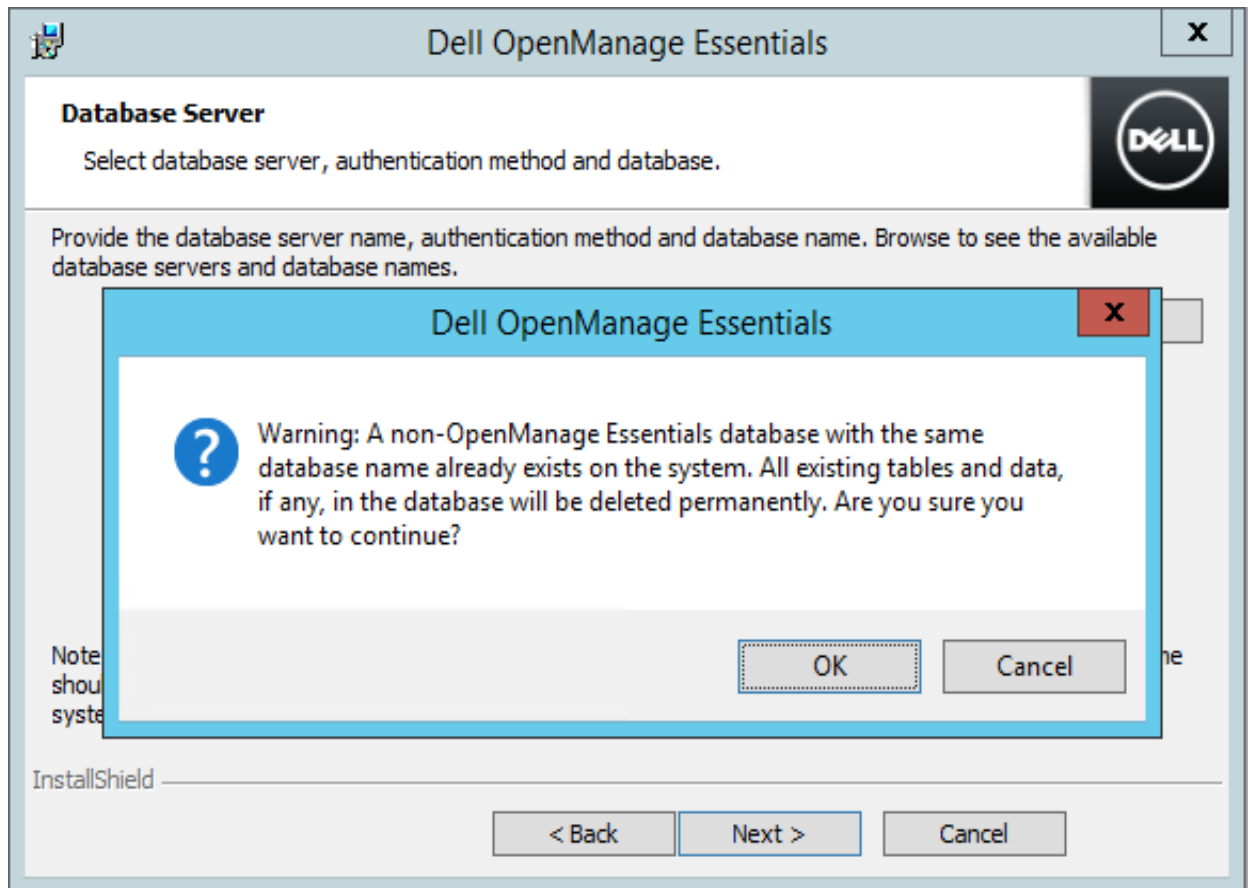 Dell OpenManage Essentials
x
Database Server
Select database server, authentication method and database.
DELL
Provide the database server name, authentication method and database name. Browse to see the available
database servers and database names.
Dell OpenManage Essentials
x
Warning: A non-OpenManage Essentials database with the same
database name already exists on the system. All existing tables and data,
if any, in the database will be deleted permanently. Are you sure you
want to continue?
OK
Cancel
Note
InstallShield
< Back
Next >
Cancel